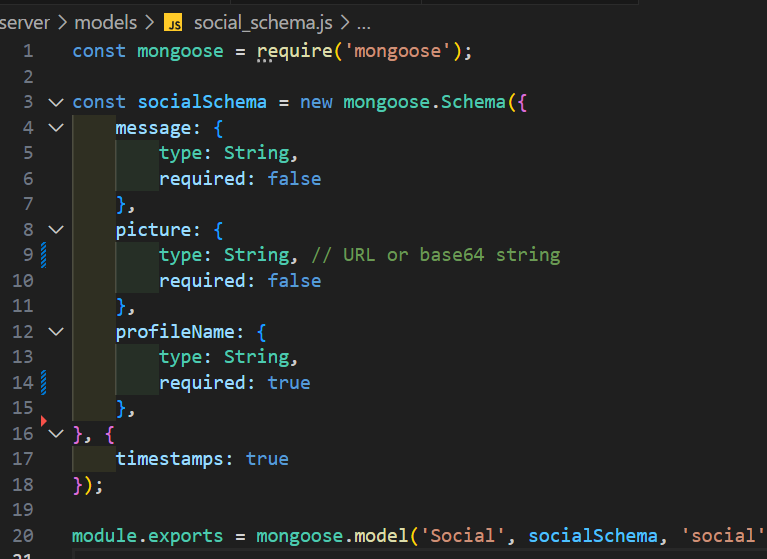 server > models > JS social_schema.js > ...
1 const mongoose = require('mongoose');
2
3 const socialSchema = new mongoose.Schema({
4 message: {
5 type: String,
6 required: false
7 },
8 picture: {
9 type: String, // URL or base64 string
10 required: false
11 },
12 profileName: {
13 type: String,
14 required: true
15 },
16 }, {
17 timestamps: true
18 });
19
20 module.exports = mongoose.model('Social', socialSchema, 'social'
21